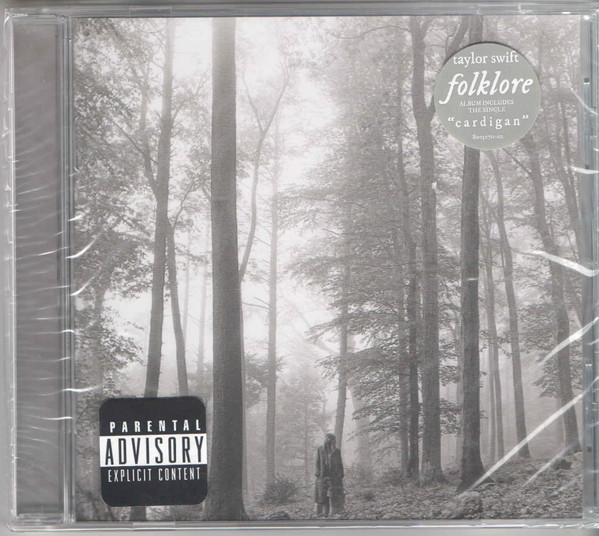 taylor swift
folklore
ALBUM INCLUDES
THE SINGLE
"cardigan"
PARENTAL
ADVISORY
EXPLICIT CONTENT